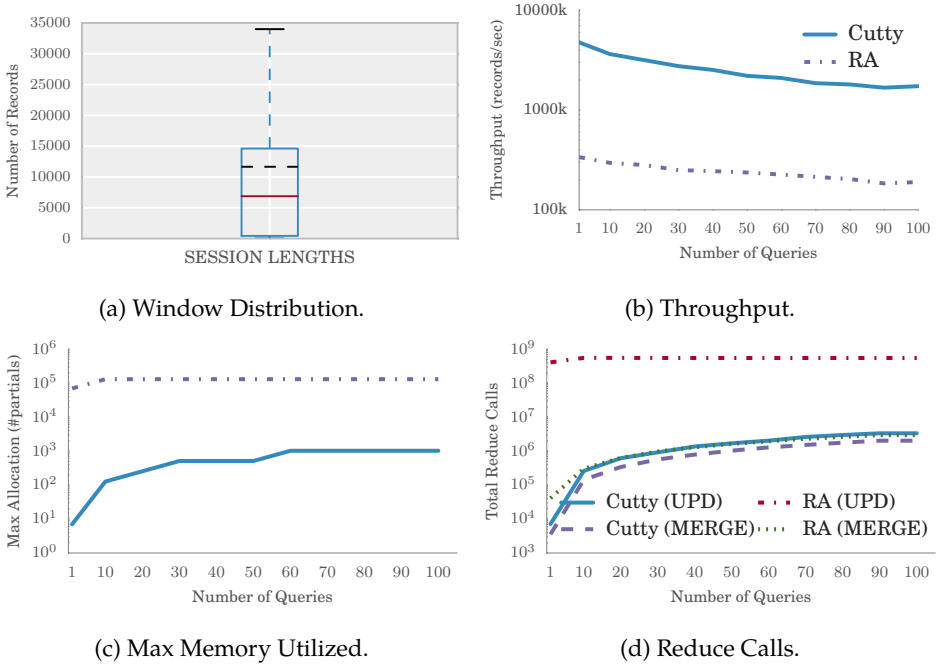 35000
30000
25000
20000
15000
10000
5000
0
Number of Records
SESSION LENGTHS
(a) Window Distribution.
10000k
1000k
100k
Throughput (records/sec)
Cutty
RA
1 10 20 30 40 50 60 70 80 90 100
Number of Queries
(b) Throughput.
10^6
10^5
10^4
10^3
10^2
10^1
10^0
Max Allocation (#partials)
1 10 20 30 40 50 60 70 80 90 100
Number of Queries
(c) Max Memory Utilized.
10^9
10^8
10^7
10^6
10^5
10^4
10^3
Total Reduce Calls
Cutty (UPD) RA (UPD)
Cutty (MERGE) RA (MERGE)
1 10 20 30 40 50 60 70 80 90 100
Number of Queries
(d) Reduce Calls.